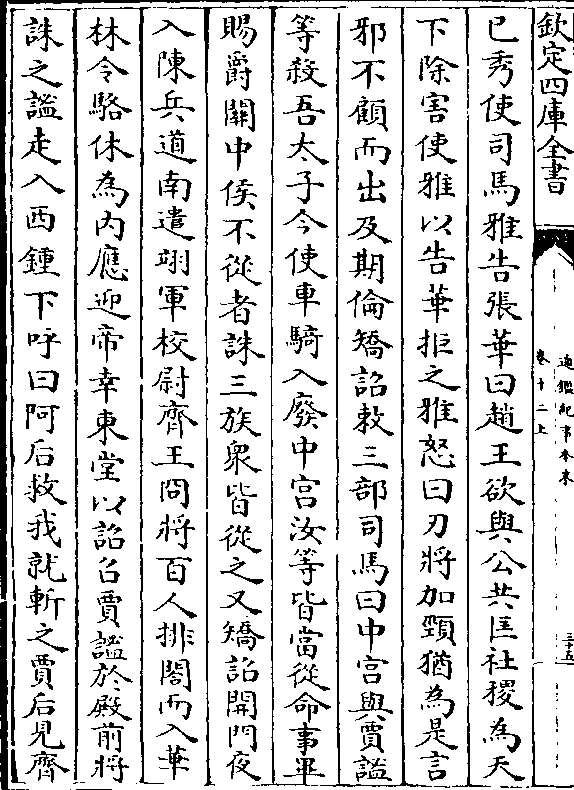 欽定四庫全書
通鑑紀事本末
卷十二上
三十五
已秀使司馬雅告張華曰趙王欲與公共匡社稷為天
下除害使雅以告華拒之雅怒曰刃將加頸猶為是言
邪不顧而出及期倫矯詔敕三部司馬曰中宮與賈謐
等殺吾太子今使車騎入廢中宮汝等皆當從命事畢
賜爵關中侯不從者誅三族衆皆從之又矯詔開門夜
入陳兵道南遣翊軍校尉齊王冏將百人排閤而入華
林令駱休為內應迎帝幸東堂以詔召賈謐於殿前將
誅之謐走入西鍾下呼曰阿后救我就斬之賈后見齊